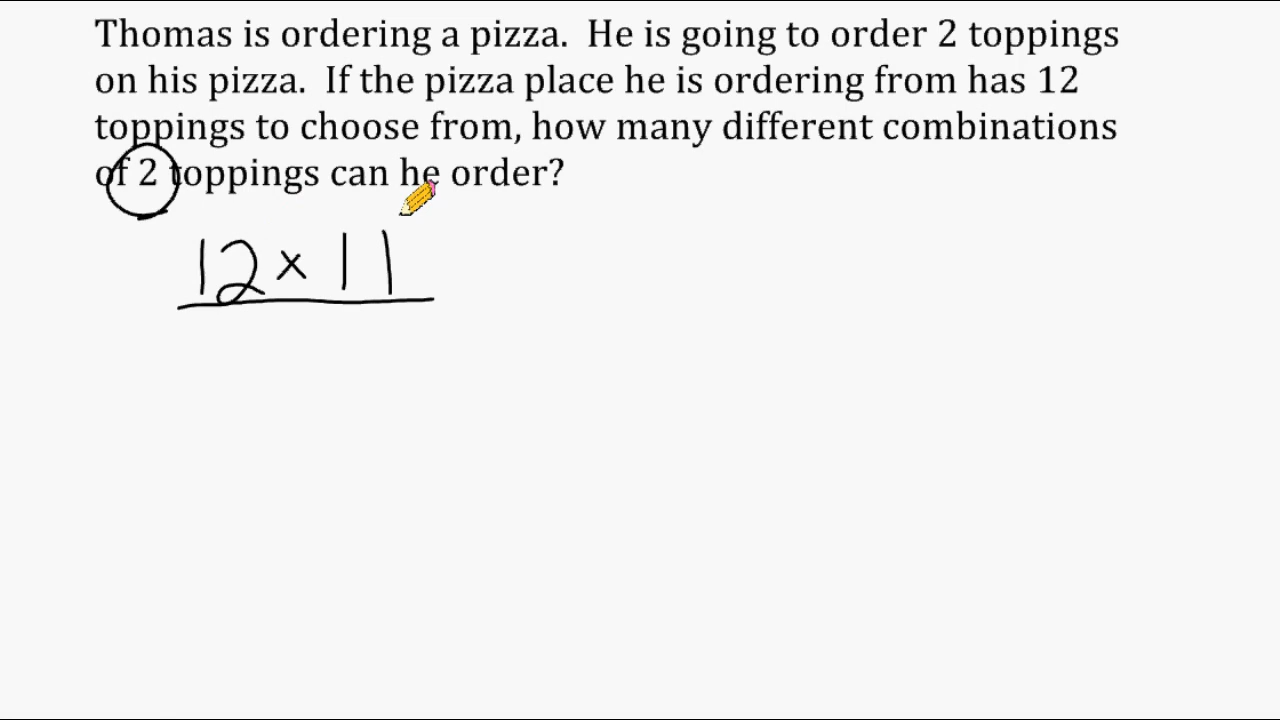 Thomas is ordering a pizza.  He is going to order 2 toppings
on his pizza.  If the pizza place he is ordering from has 12
toppings to choose from, how many different combinations
of 2 toppings can he order?
12 × 11